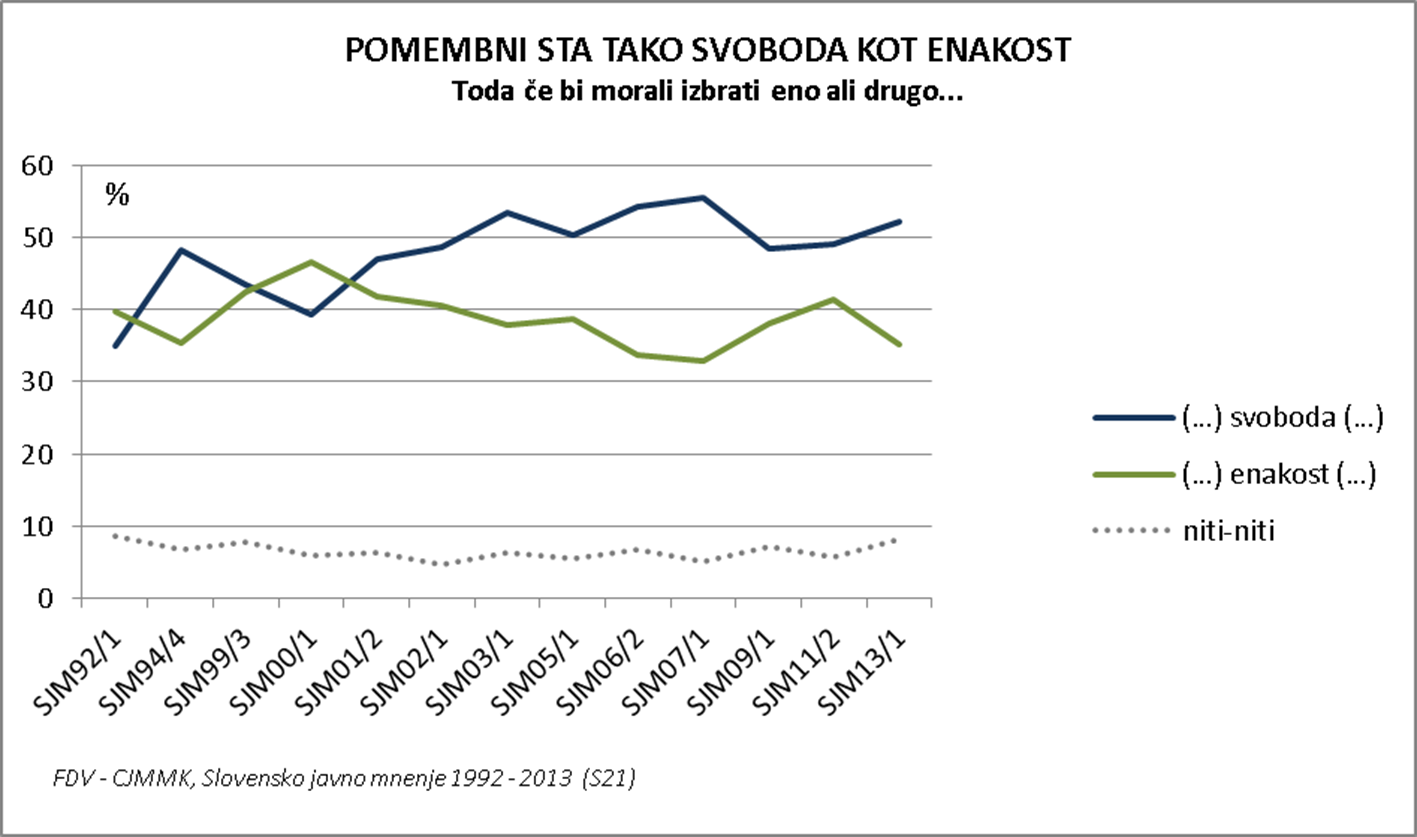 POMEMBNI STA TAKO SVOBODA KOT ENAKOST
Toda če bi morali izbrati eno ali drugo...
%
60
50
40
30
20
10
0
SJM92/1
SJM94/4
SJM99/3
SJM00/1
SJM01/2
SJM02/1
SJM03/1
SJM05/1
SJM06/2
SJM07/1
SJM09/1
SJM11/2
SJM13/1
(...) svoboda (...)
(...) enakost (...)
niti-niti
FDV - CJMMK, Slovensko javno mnenje 1992 - 2013 (S21)